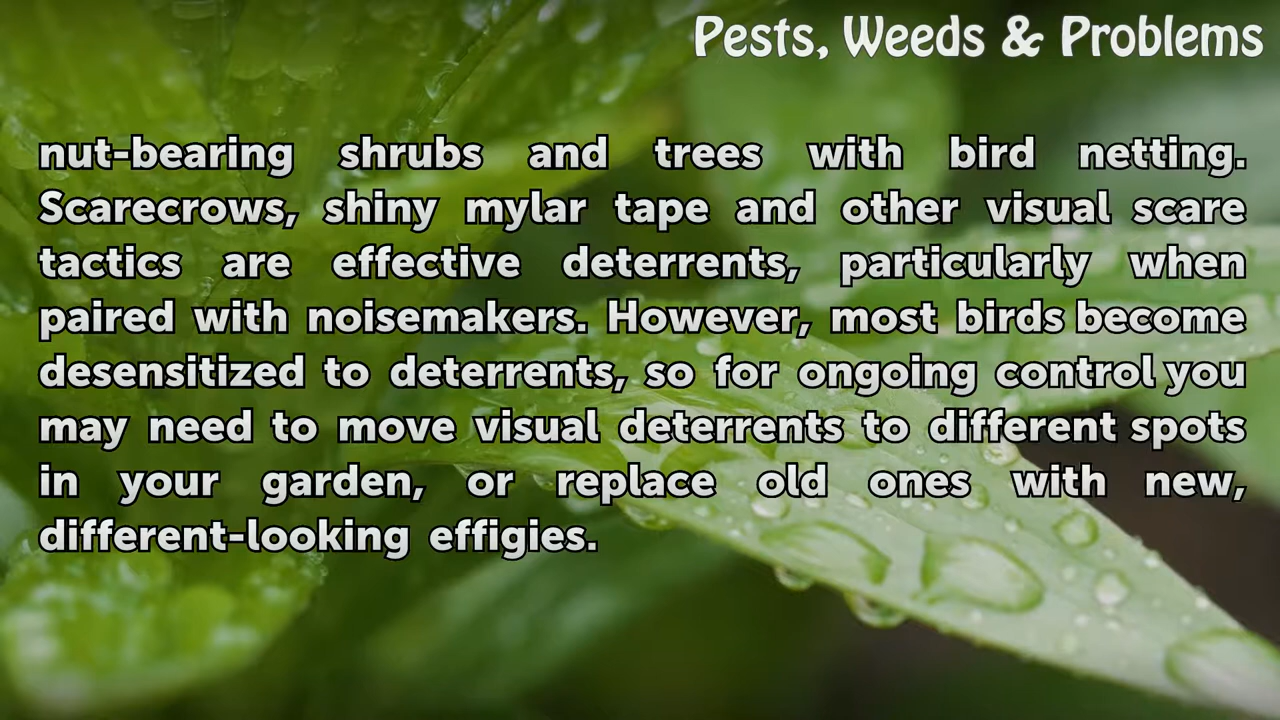 Pests, Weeds & Problems
nut-bearing shrubs and trees with bird netting.
Scarecrows, shiny mylar tape and other visual scare
tactics are effective deterrents, particularly when
paired with noisemakers. However, most birds become
desensitized to deterrents, so for ongoing control you
may need to move visual deterrents to different spots
in your garden, or replace old ones with new,
different-looking effigies.